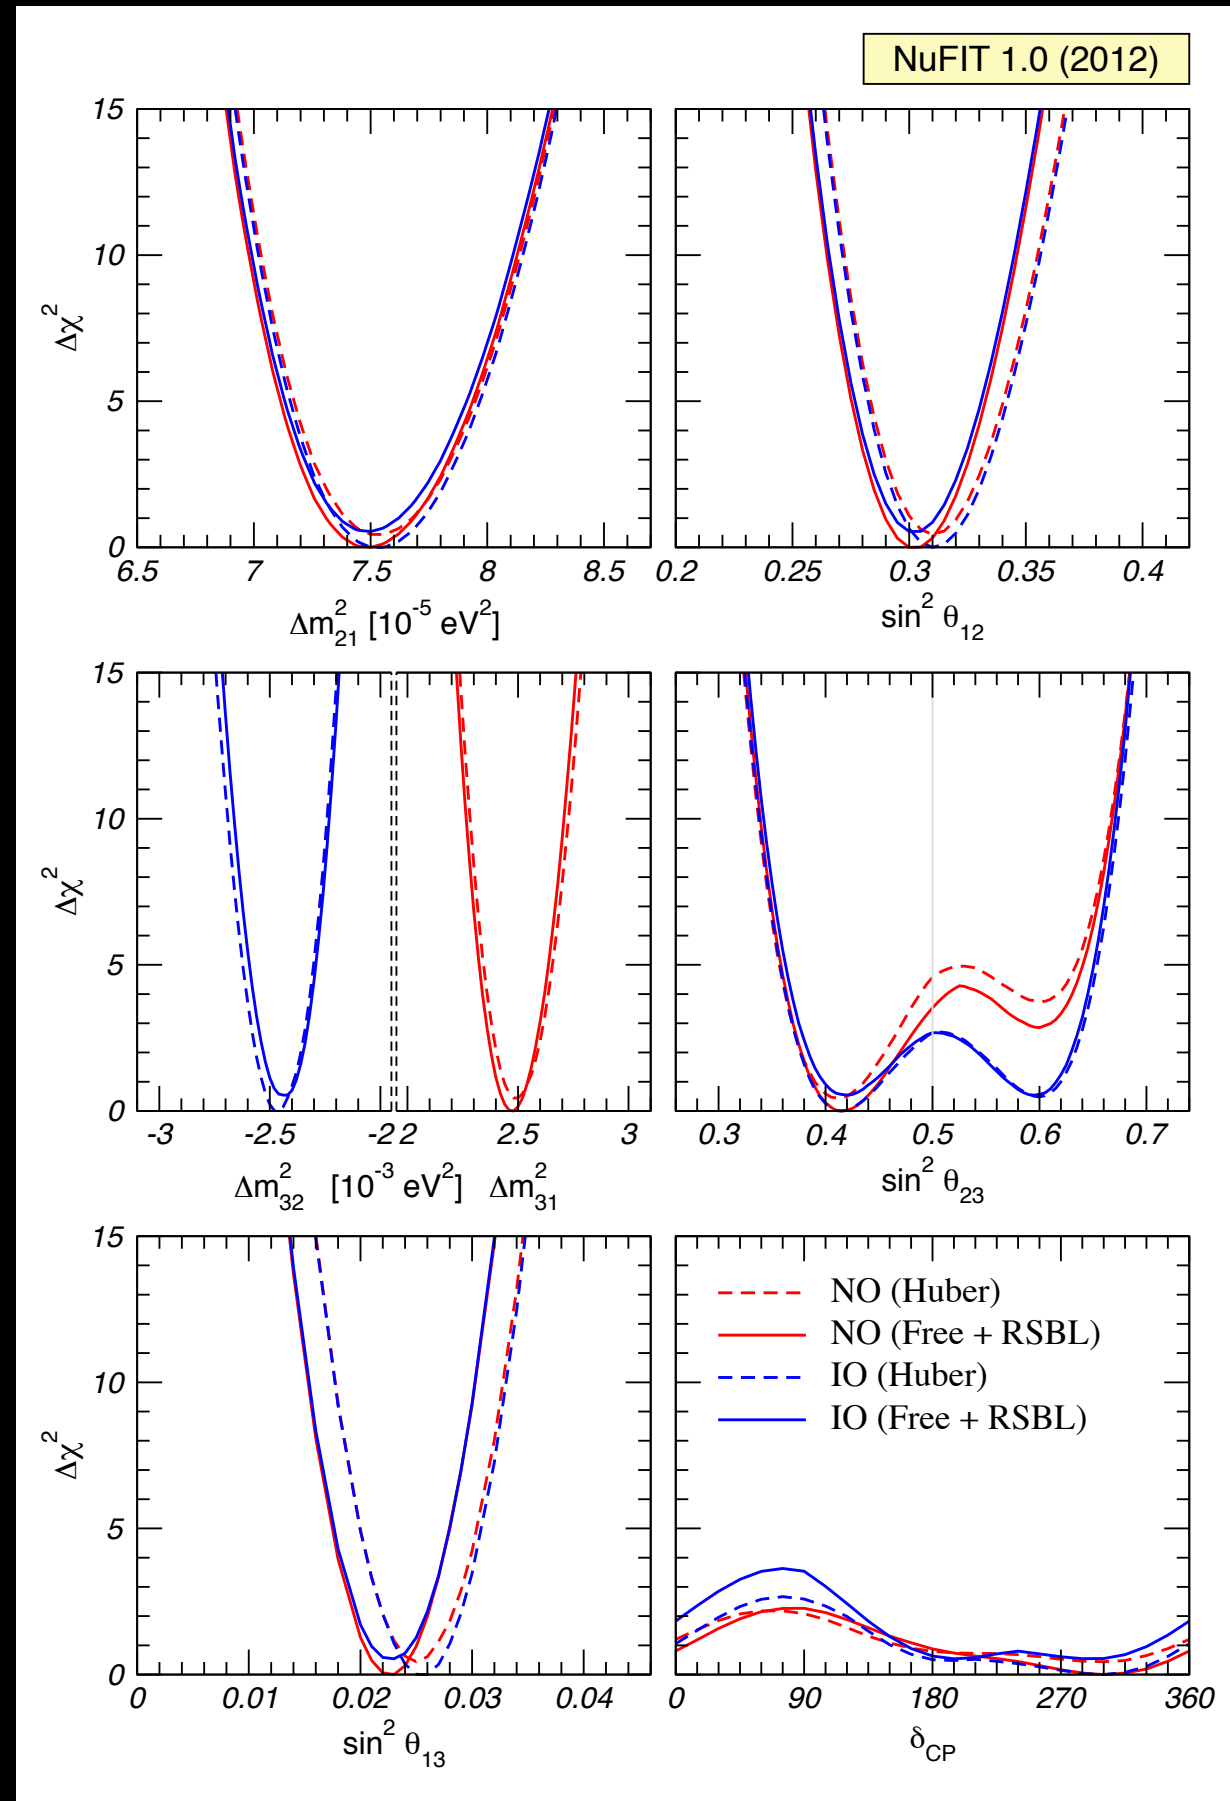 NuFIT 1.0 (2012)
15
10
5
0
Δχ²
6.5 7 7.5 8 8.5
Δm²₂₁ [10⁻⁵ eV²]
0.2 0.25 0.3 0.35 0.4
sin² θ₁₂
15
10
5
0
Δχ²
-3 -2.5 -2 2 2.5 3
Δm²₃₂ [10⁻³ eV²] Δm²₃₁
0.3 0.4 0.5 0.6 0.7
sin² θ₂₃
15
10
5
0
Δχ²
0 0.01 0.02 0.03 0.04
sin² θ₁₃
NO (Huber)
NO (Free + RSBL)
IO (Huber)
IO (Free + RSBL)
0 90 180 270 360
δCP